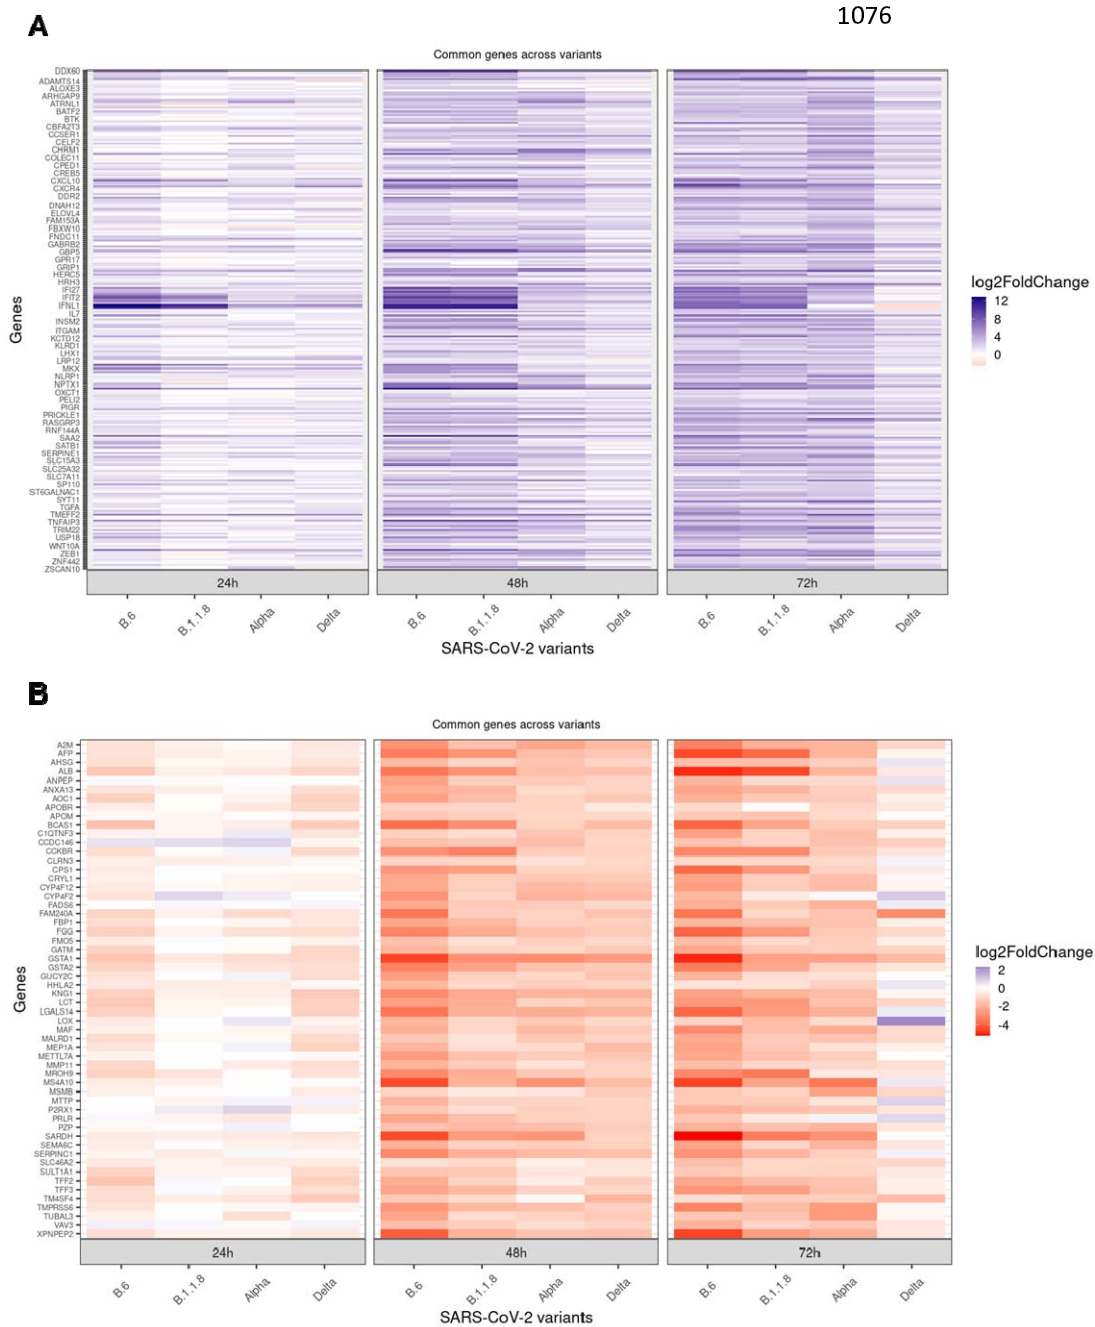 1076
A
Common genes across variants
Genes
DDX60
ADAMTS14
ALOXE3
ARHGAP9
ATRNL1
BATF2
BTK
CBFA2T3
CCSER1
CELF2
CHRM1
COLEC11
CPED1
CREB5
CXCL10
CXCR4
DDR2
DNAH12
ELOVL4
FAM153A
FBXW10
FNDC11
GABRB2
GBP5
GPR17
GRIP1
HERC5
HRH3
IFI27
IFIT2
IFNL1
IL7
INSM2
ITGAM
KCTD12
KLRD1
LHX1
LRP12
MKX
NLRP1
NPTX1
OXCT1
PELI2
PIGR
PRICKLE1
RASGRP3
RNF144A
SAA2
SATB1
SERPINE1
SLC15A3
SLC25A32
SLC7A11
SP110
ST6GALNAC1
SYT11
TGFA
TMEFF2
TNFAIP3
TRIM22
USP18
WNT10A
ZEB1
ZNF442
ZSCAN10
24h 48h 72h
B.6 B.1.1.8 Alpha Delta B.6 B.1.1.8 Alpha Delta B.6 B.1.1.8 Alpha Delta
SARS-CoV-2 variants
log2FoldChange
12
8
4
0
B
Common genes across variants
Genes
A2M
AFP
AHSG
ALB
ANPEP
ANXA13
AOC1
APOBR
APOM
BCAS1
C1QTNF3
CCDC146
CCKBR
CLRN3
CPS1
CRYL1
CYP4F12
CYP4F2
FADS6
FAM240A
FBP1
FGG
FMO5
GATM
GSTA1
GSTA2
GUCY2C
HHLA2
KNG1
LCT
LGALS14
LOX
MAF
MALRD1
MEP1A
METTL7A
MMP11
MROH9
MS4A10
MSMB
MTTP
P2RX1
PRLR
PZP
SARDH
SEMA6C
SERPINC1
SLC46A2
SULT1A1
TFF2
TFF3
TM4SF4
TMPRSS6
TUBAL3
VAV3
XPNPEP2
24h 48h 72h
B.6 B.1.1.8 Alpha Delta B.6 B.1.1.8 Alpha Delta B.6 B.1.1.8 Alpha Delta
SARS-CoV-2 variants
log2FoldChange
2
0
-2
-4